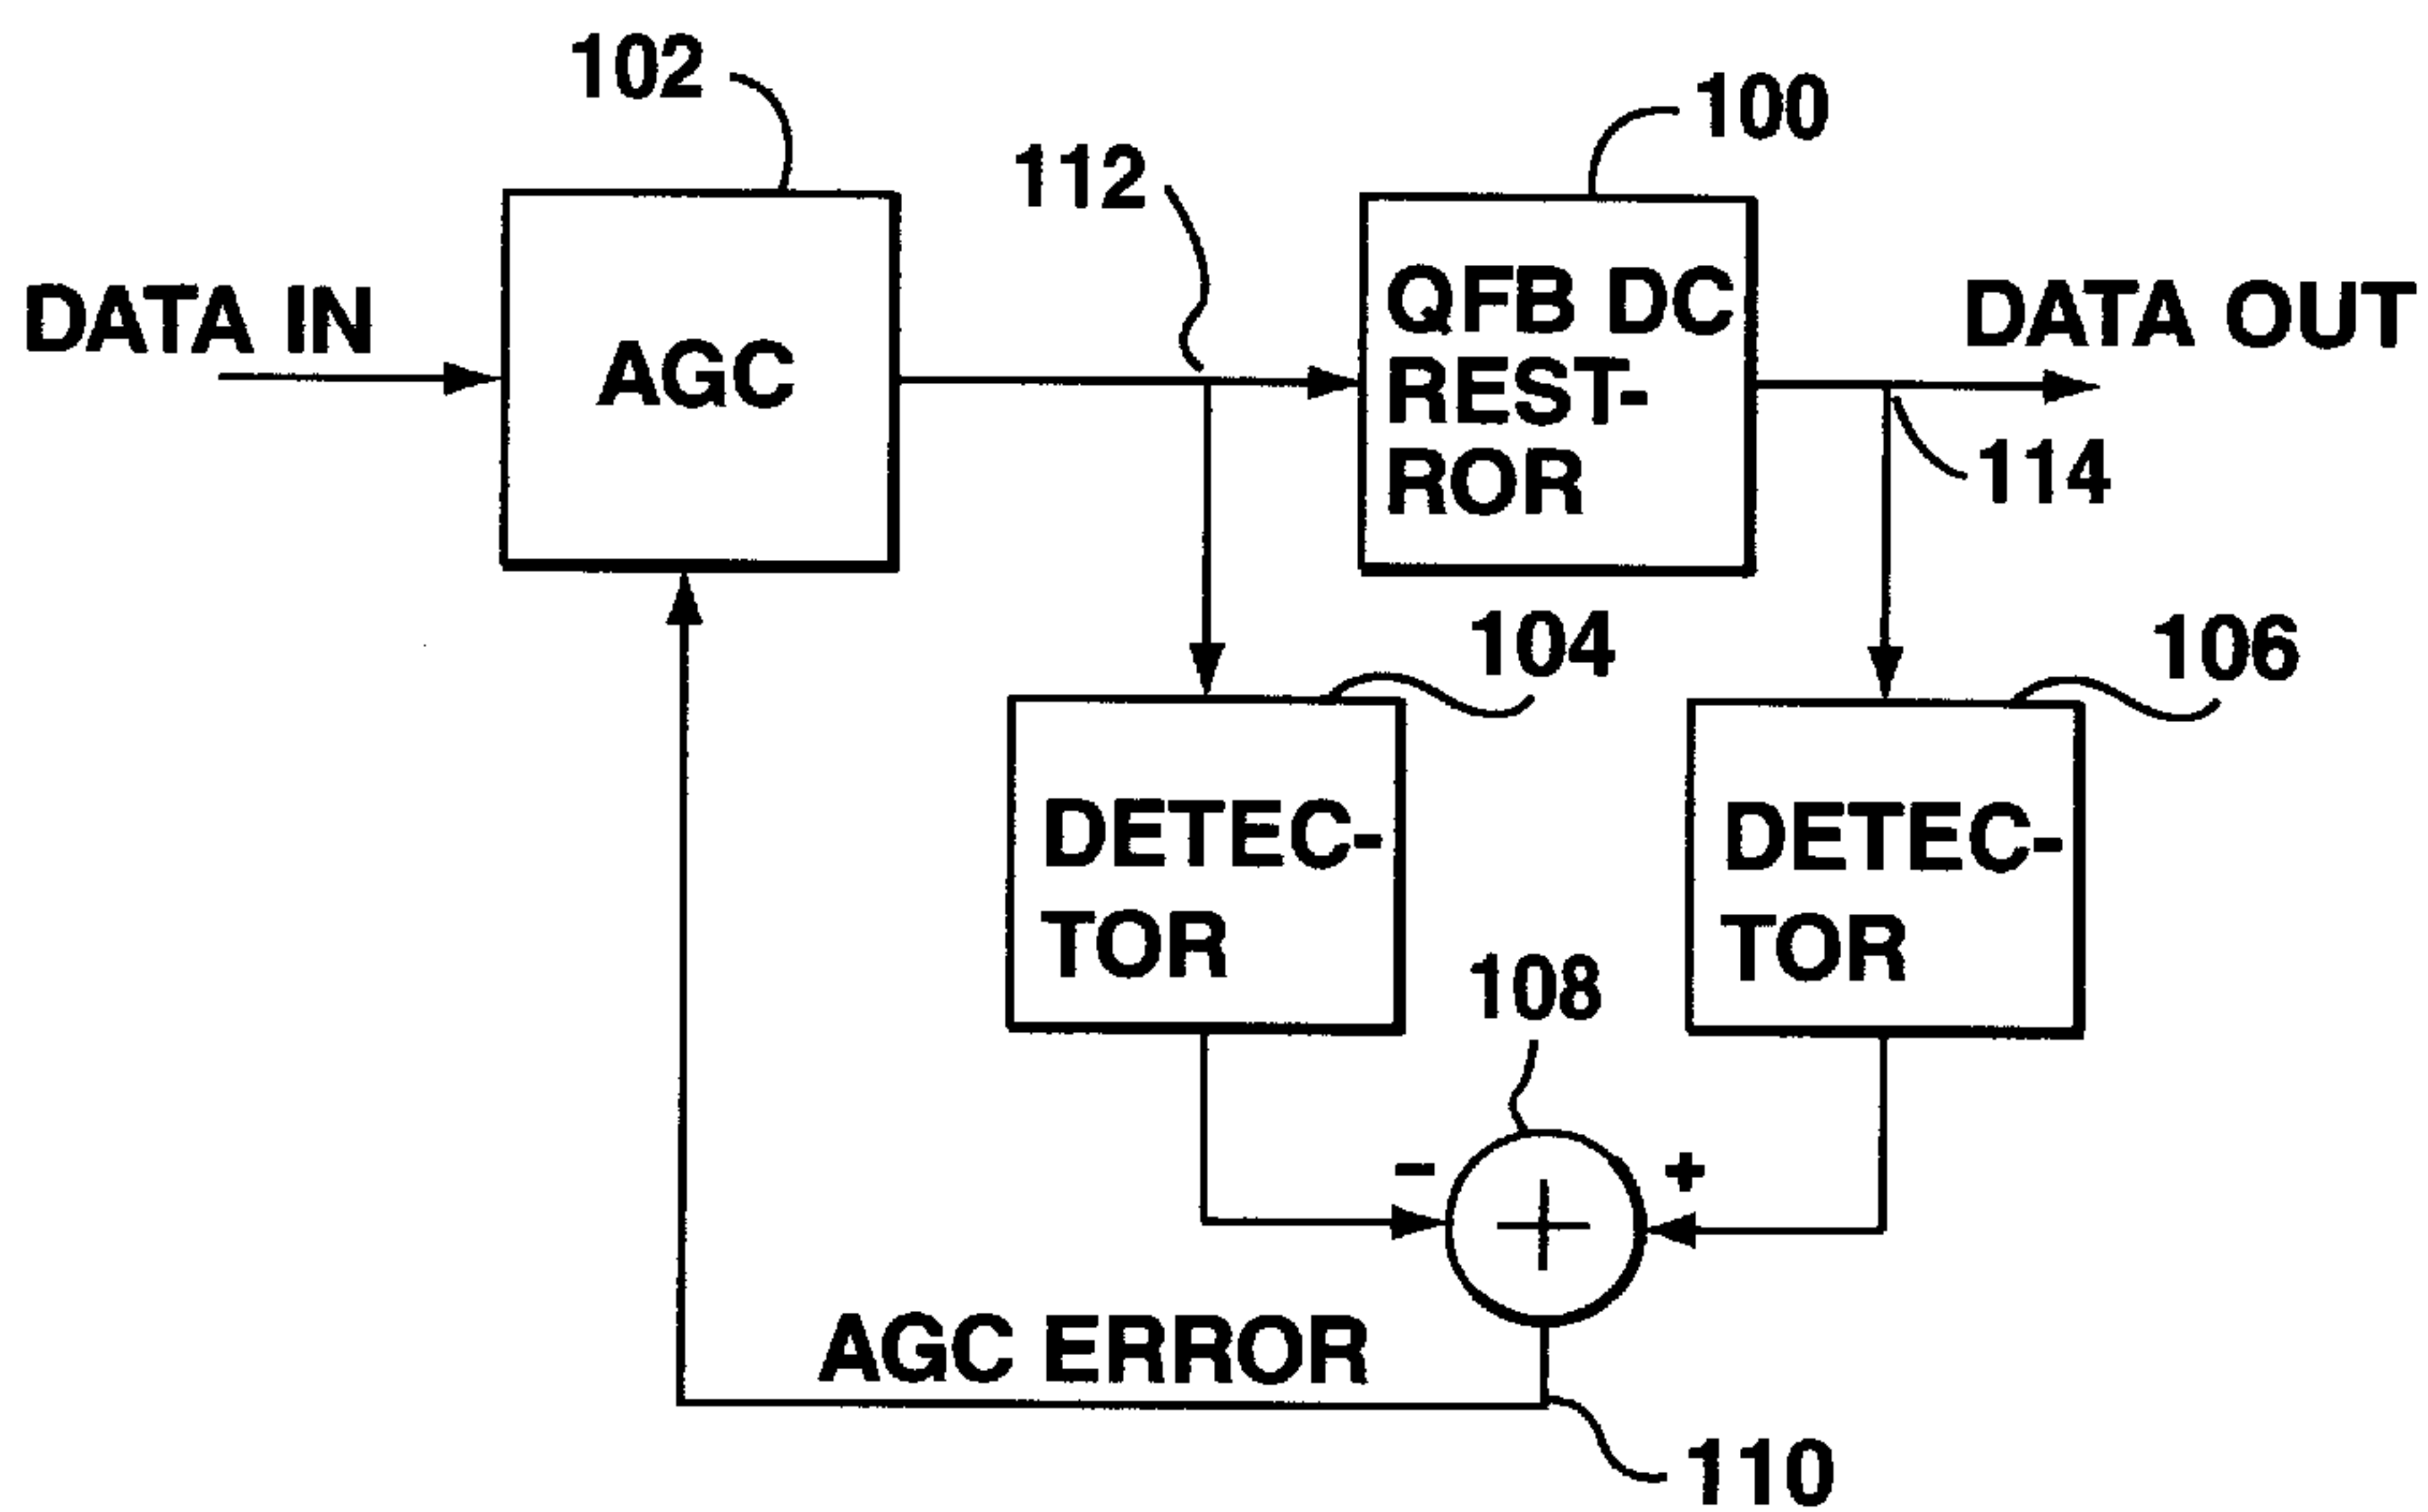 102
100
112
DATA IN
AGC
QFB DC
REST-
ROR
DATA OUT
114
104
106
DETEC-
TOR
DETEC-
TOR
108
-
+
AGC ERROR
110